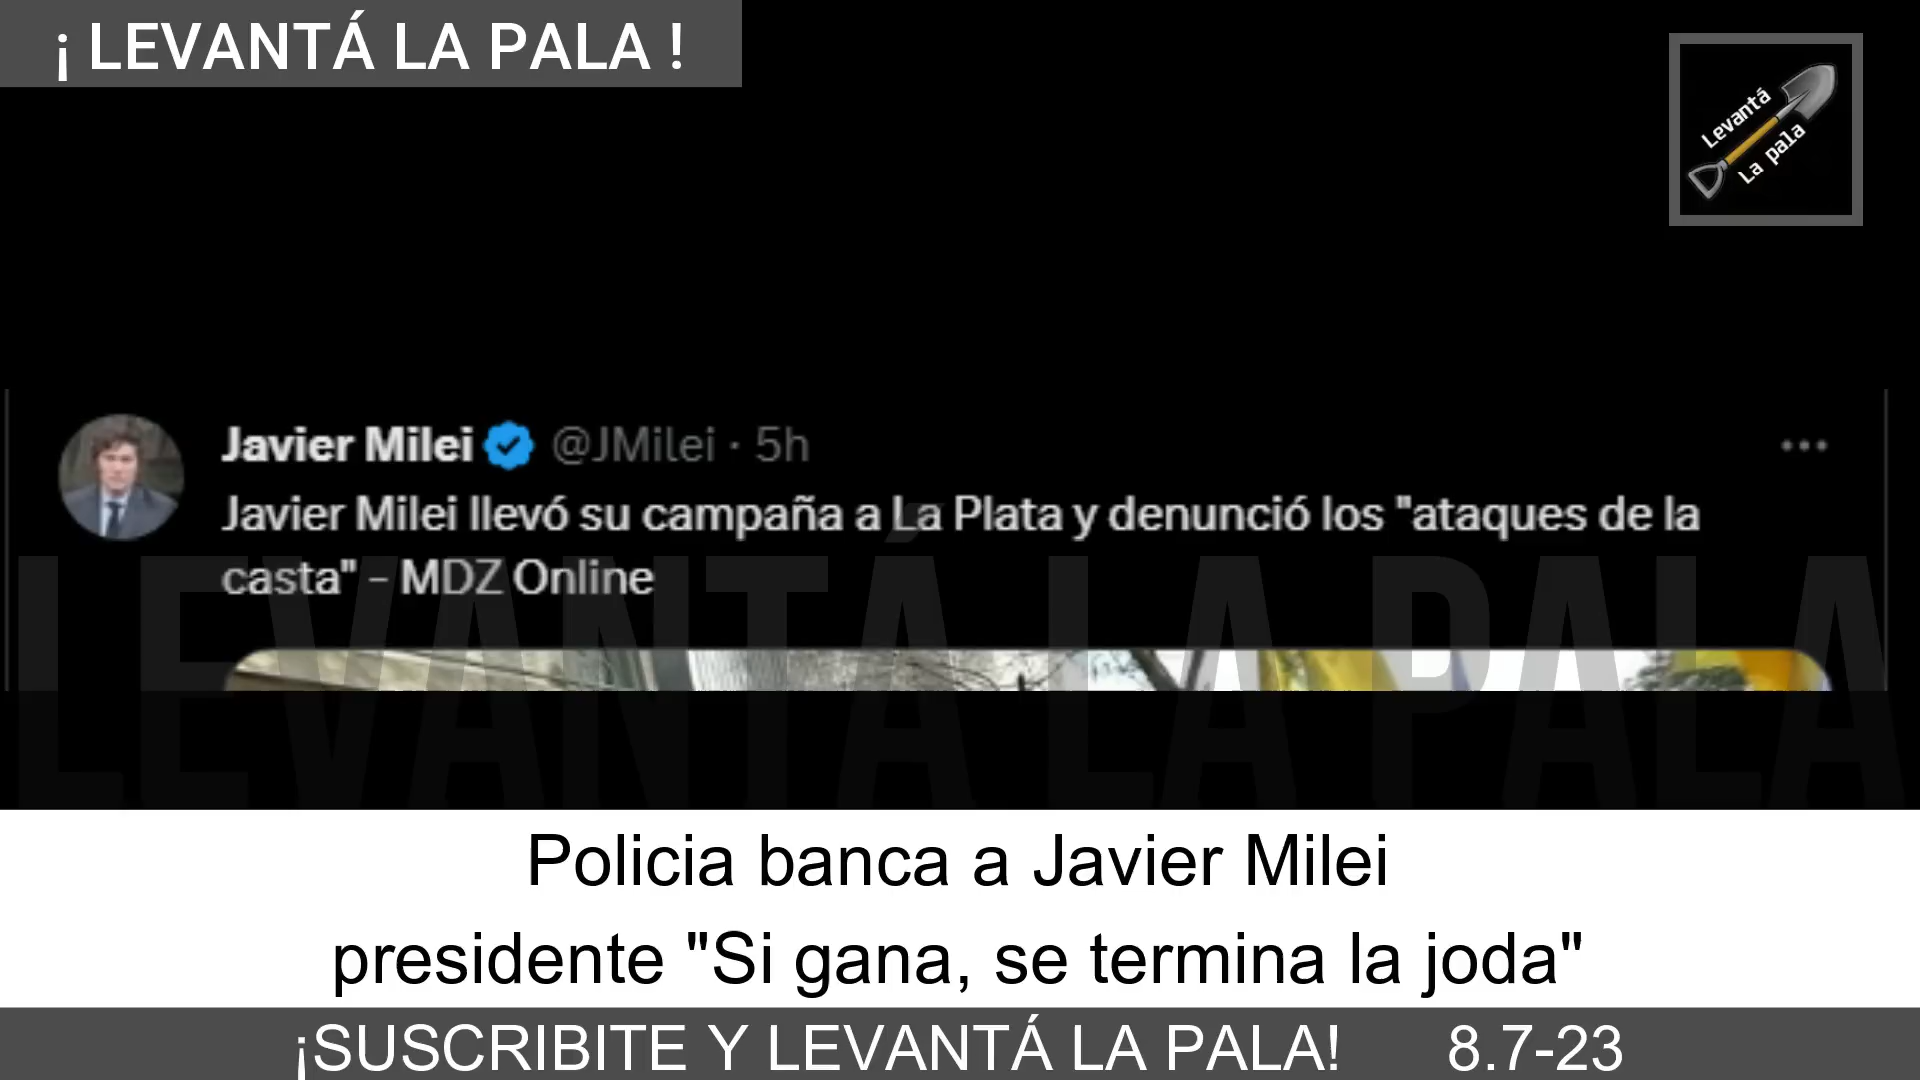 ¡ LEVANTÁ LA PALA !
Levantá
La pala
Javier Milei @JMilei · 5h
Javier Milei llevó su campaña a La Plata y denunció los "ataques de la
casta" - MDZ Online
LEVANTÁ LA PALA
Policia banca a Javier Milei
presidente "Si gana, se termina la joda"
¡SUSCRIBITE Y LEVANTÁ LA PALA! 8.7-23